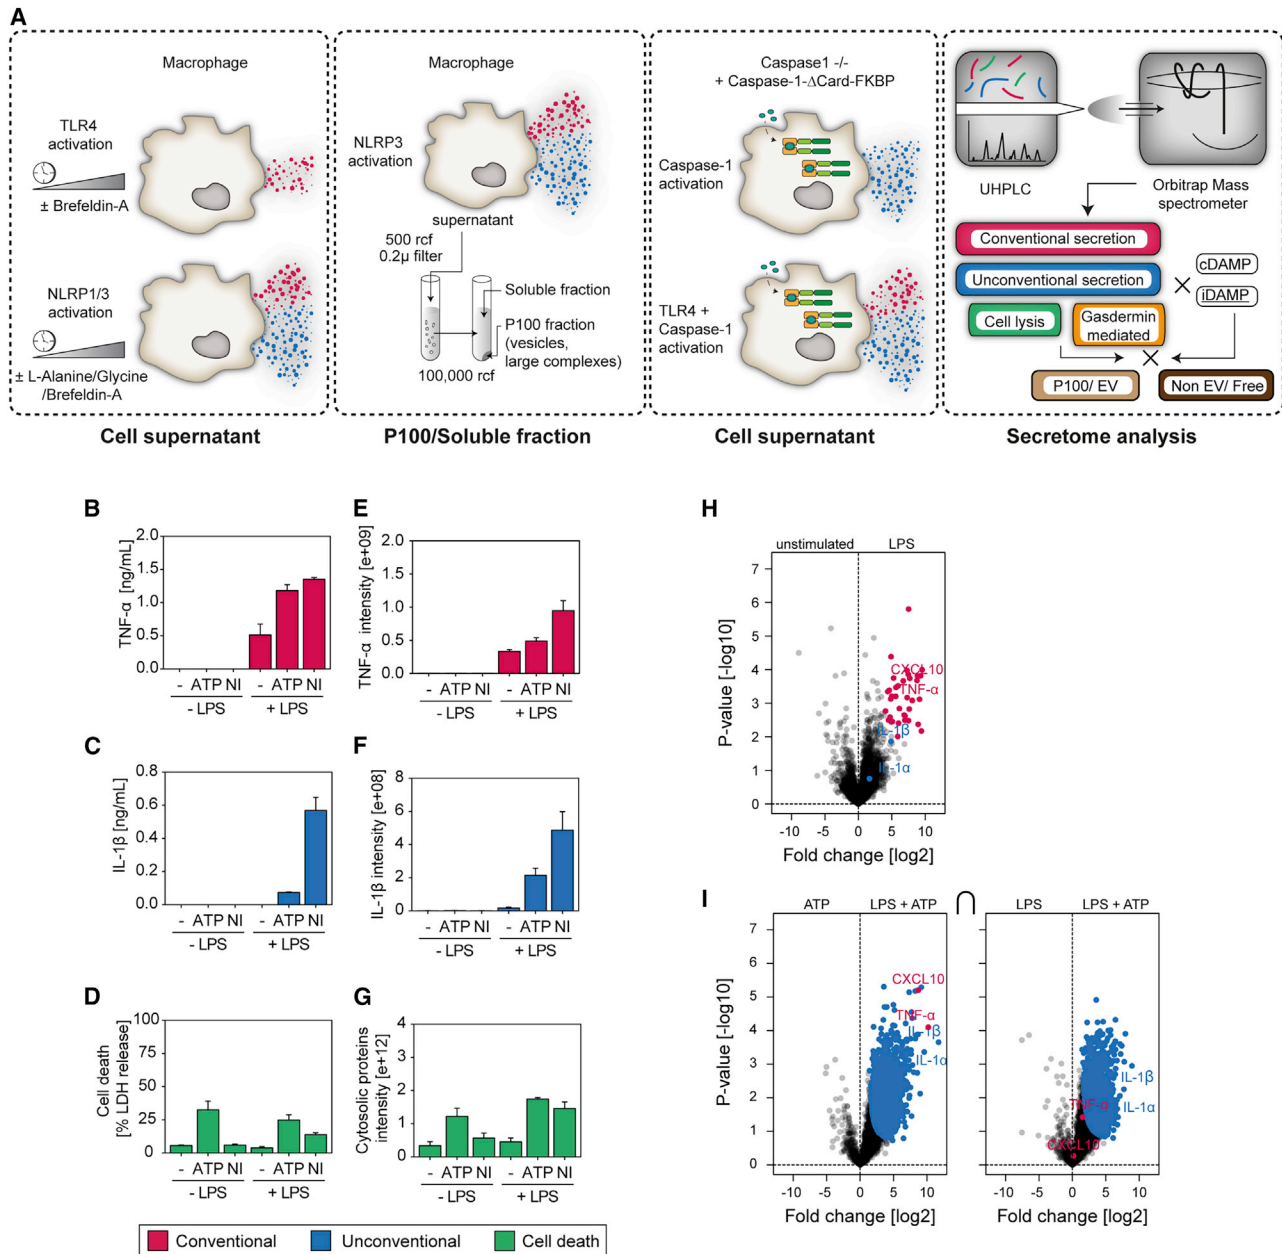 A
Macrophage
TLR4
activation
± Brefeldin-A
NLRP1/3
activation
± L-Alanine/Glycine
/Brefeldin-A
Cell supernatant
Macrophage
NLRP3
activation
supernatant
500 rcf
0.2µ filter
Soluble fraction
P100 fraction
(vesicles,
large complexes)
100,000 rcf
P100/Soluble fraction
Caspase1 -/-
+ Caspase-1-ΔCard-FKBP
Caspase-1
activation
TLR4 +
Caspase-1
activation
Cell supernatant
UHPLC
Orbitrap Mass
spectrometer
Conventional secretion
Unconventional secretion
cDAMP
iDAMP
Cell lysis
Gasdermin
mediated
P100/ EV
Non EV/ Free
Secretome analysis
B
TNF-α [ng/mL]
2.0
1.5
1.0
0.5
0.0
- ATP NI - ATP NI
- LPS + LPS
C
IL-1β [ng/mL]
0.8
0.6
0.4
0.2
0.0
- ATP NI - ATP NI
- LPS + LPS
D
Cell death
[% LDH release]
100
75
50
25
0
- ATP NI - ATP NI
- LPS + LPS
E
TNF-α intensity [e+09]
2.0
1.5
1.0
0.5
0.0
- ATP NI - ATP NI
- LPS + LPS
F
IL-1β intensity [e+08]
8
6
4
2
0
- ATP NI - ATP NI
- LPS + LPS
G
Cytosolic proteins
intensity [e+12]
4
3
2
1
0
- ATP NI - ATP NI
- LPS + LPS
Conventional Unconventional Cell death
H
unstimulated LPS
P-value [-log10]
7
6
5
4
3
2
1
0
CXCL10
TNF-α
IL-1β
IL-1α
-10 -5 0 5 10
Fold change [log2]
I
ATP LPS + ATP
P-value [-log10]
7
6
5
4
3
2
1
0
CXCL10
TNF-α
IL-1β
IL-1α
-10 -5 0 5 10
Fold change [log2]
∩
LPS LPS + ATP
IL-1β
TNF-α IL-1α
CXCL10
-10 -5 0 5 10
Fold change [log2]